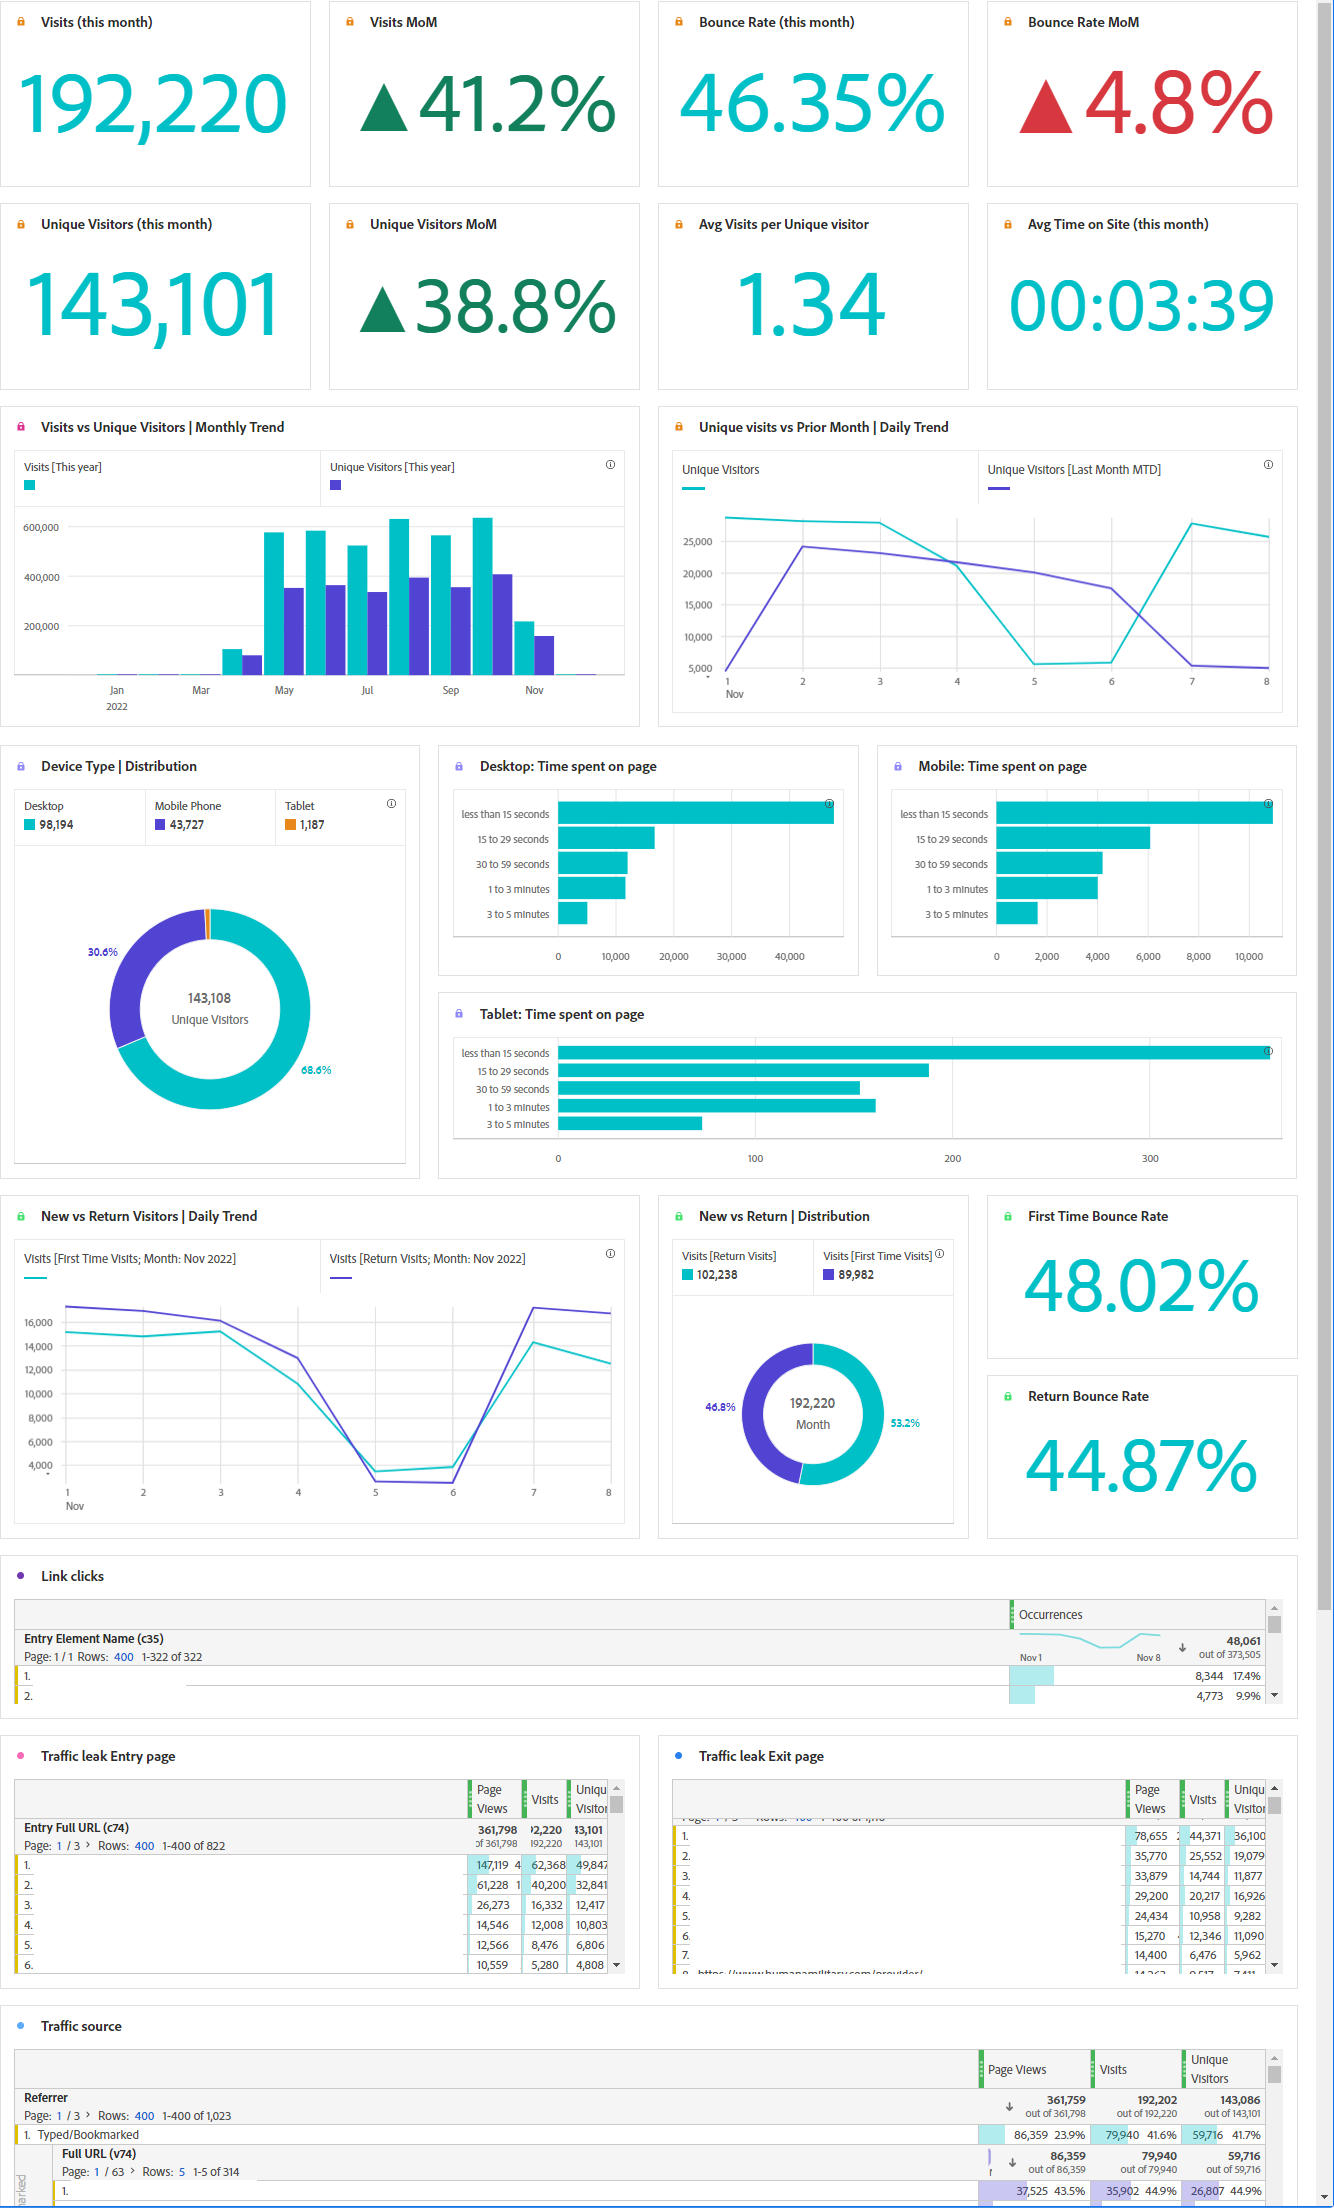 Visits (this month)
192,220
Visits MoM
▲41.2%
Bounce Rate (this month)
46.35%
Bounce Rate MoM
▲4.8%
Unique Visitors (this month)
143,101
Unique Visitors MoM
▲38.8%
Avg Visits per Unique visitor
1.34
Avg Time on Site (this month)
00:03:39
Visits vs Unique Visitors | Monthly Trend
Visits [This year]
Unique Visitors [This year]
600,000
400,000
200,000
Jan Mar May Jul Sep Nov
2022
Unique visits vs Prior Month | Daily Trend
Unique Visitors
Unique Visitors [Last Month MTD]
25,000
20,000
15,000
10,000
5,000
1 2 3 4 5 6 7 8
Nov
Device Type | Distribution
Desktop
98,194
Mobile Phone
43,727
Tablet
1,187
30.6%
143,108
Unique Visitors
68.6%
Desktop: Time spent on page
less than 15 seconds
15 to 29 seconds
30 to 59 seconds
1 to 3 minutes
3 to 5 minutes
0 10,000 20,000 30,000 40,000
Mobile: Time spent on page
less than 15 seconds
15 to 29 seconds
30 to 59 seconds
1 to 3 minutes
3 to 5 minutes
0 2,000 4,000 6,000 8,000 10,000
Tablet: Time spent on page
less than 15 seconds
15 to 29 seconds
30 to 59 seconds
1 to 3 minutes
3 to 5 minutes
0 100 200 300
New vs Return Visitors | Daily Trend
Visits [First Time Visits; Month: Nov 2022]
Visits [Return Visits; Month: Nov 2022]
16,000
14,000
12,000
10,000
8,000
6,000
4,000
1 2 3 4 5 6 7 8
Nov
New vs Return | Distribution
Visits [Return Visits]
102,238
Visits [First Time Visits]
89,982
46.8%
192,220
Month
53.2%
First Time Bounce Rate
48.02%
Return Bounce Rate
44.87%
Link clicks
Occurrences
Entry Element Name (c35)
Page: 1 / 1 Rows: 400 1-322 of 322
Nov 1 Nov 8
48,061
out of 373,505
1. 8,344 17.4%
2. 4,773 9.9%
Traffic leak Entry page
Page Views
Visits
Entry Full URL (c74)
Page: 1 / 3 > Rows: 400 1-400 of 822
361,798
of 361,798 192,220 143,101
1. 147,119 62,368 49,847
2. 61,228 40,200 32,841
3. 26,273 16,332 12,417
4. 14,546 12,008 10,803
5. 12,566 8,476 6,806
6. 10,559 5,280 4,808
Traffic leak Exit page
Page Views
Visits
1. 78,655 44,371 36,100
2. 35,770 25,552 19,079
3. 33,879 14,744 11,877
4. 29,200 20,217 16,926
5. 24,434 10,958 9,282
6. 15,270 12,346 11,090
7. 14,400 6,476 5,962
Traffic source
Page Views
Visits
Unique Visitors
Referrer
Page: 1 / 3 > Rows: 400 1-400 of 1,023
361,759 192,202 143,086
out of 361,798 out of 192,220 out of 143,101
1. Typed/Bookmarked 86,359 23.9% 79,940 41.6% 59,716 41.7%
Full URL (v74)
Page: 1 / 63 > Rows: 5 1-5 of 314
86,359 79,940 59,716
out of 86,359 out of 79,940 out of 59,716
1. 37,525 43.5% 35,902 44.9% 26,807 44.9%